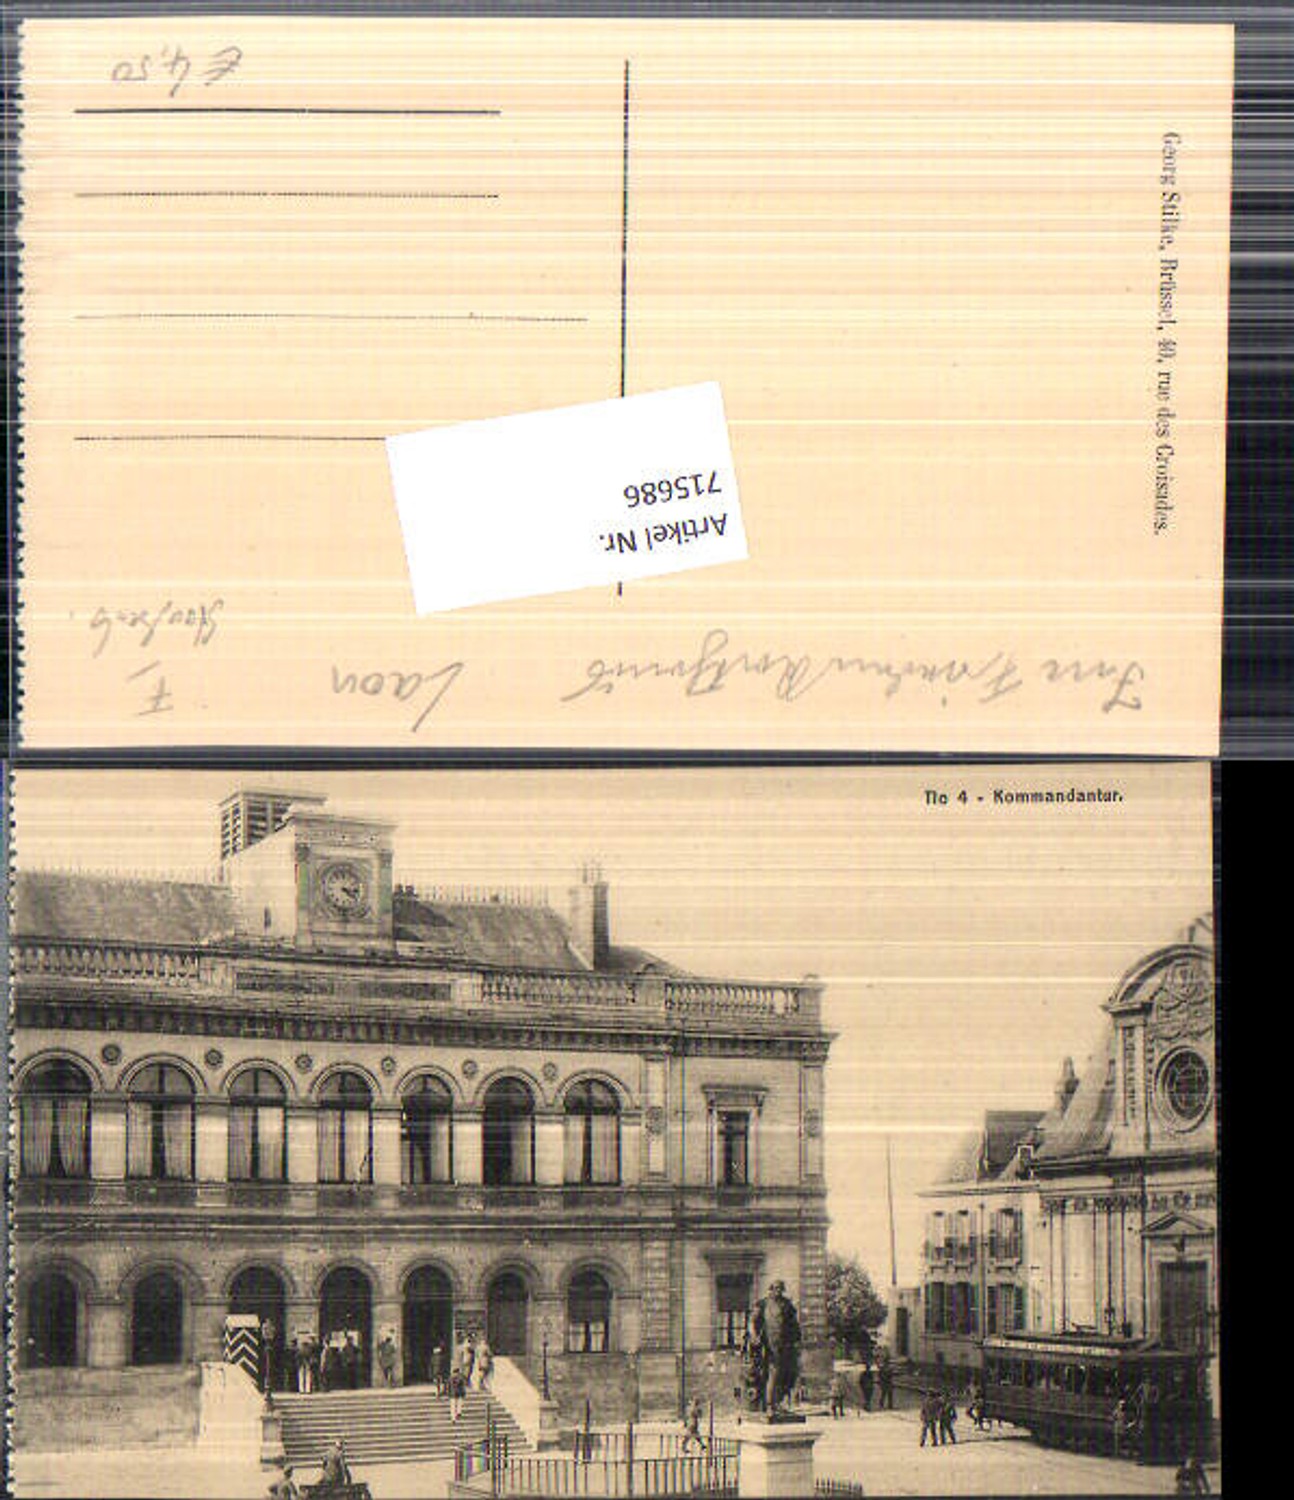 € 4,50
Georg Stilke, Brüssel, 40, rue des Croisades.
Artikel Nr.
715686
Laon
F
No 4 - Kommandantur.